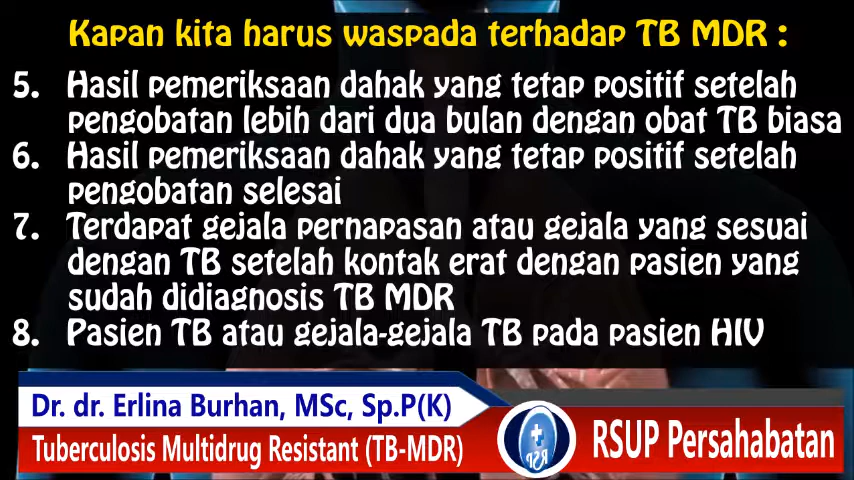 Kapan kita harus waspada terhadap TB MDR :
5. Hasil pemeriksaan dahak yang tetap positif setelah
pengobatan lebih dari dua bulan dengan obat TB biasa
6. Hasil pemeriksaan dahak yang tetap positif setelah
pengobatan selesai
7. Terdapat gejala pernapasan atau gejala yang sesuai
dengan TB setelah kontak erat dengan pasien yang
sudah didiagnosis TB MDR
8. Pasien TB atau gejala-gejala TB pada pasien HIV
Dr. dr. Erlina Burhan, MSc, Sp.P(K)
Tuberculosis Multidrug Resistant (TB-MDR)
RSUP Persahabatan